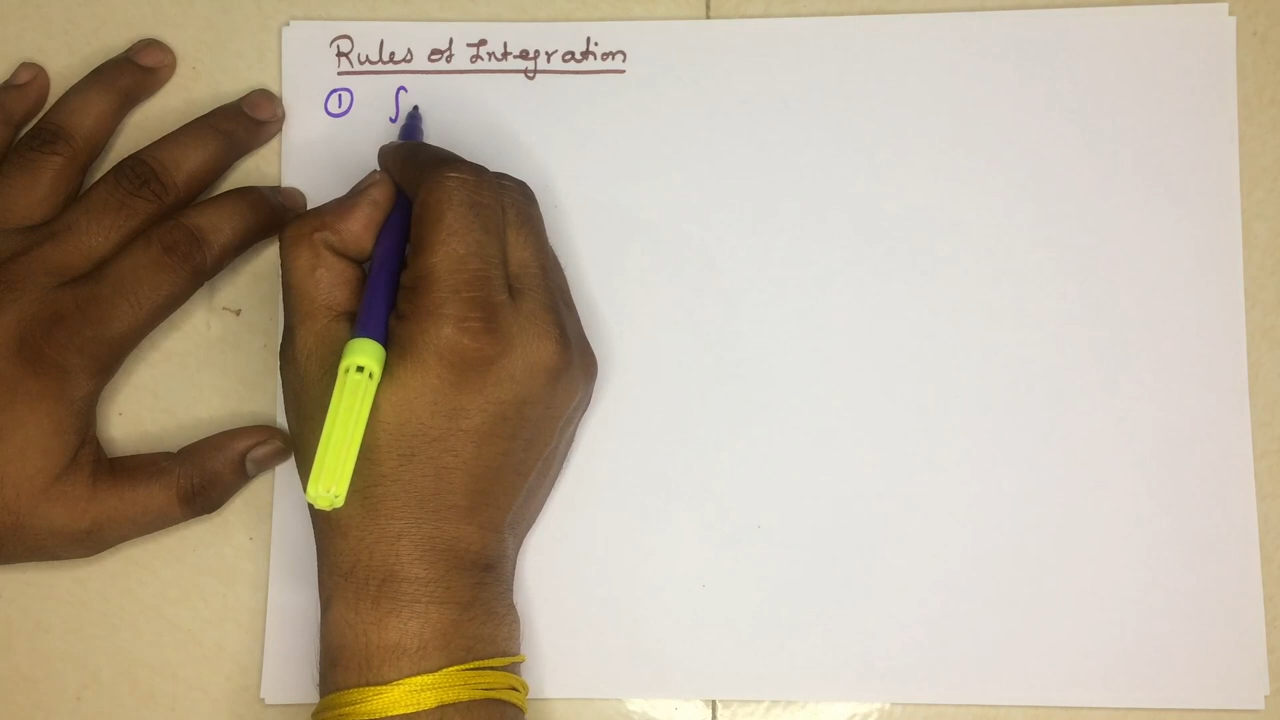 Rules of Integration
① ∫